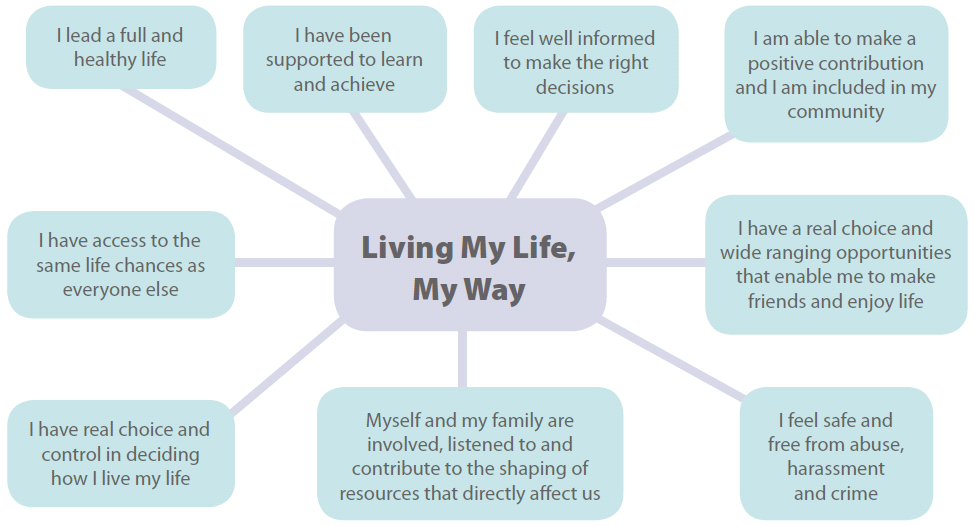 I lead a full and
healthy life
I have been
supported to learn
and achieve
I feel well informed
to make the right
decisions
I am able to make a
positive contribution
and I am included in my
community
I have access to the
same life chances as
everyone else
Living My Life,
My Way
I have a real choice and
wide ranging opportunities
that enable me to make
friends and enjoy life
I have real choice and
control in deciding
how I live my life
Myself and my family are
involved, listened to and
contribute to the shaping of
resources that directly affect us
I feel safe and
free from abuse,
harassment
and crime